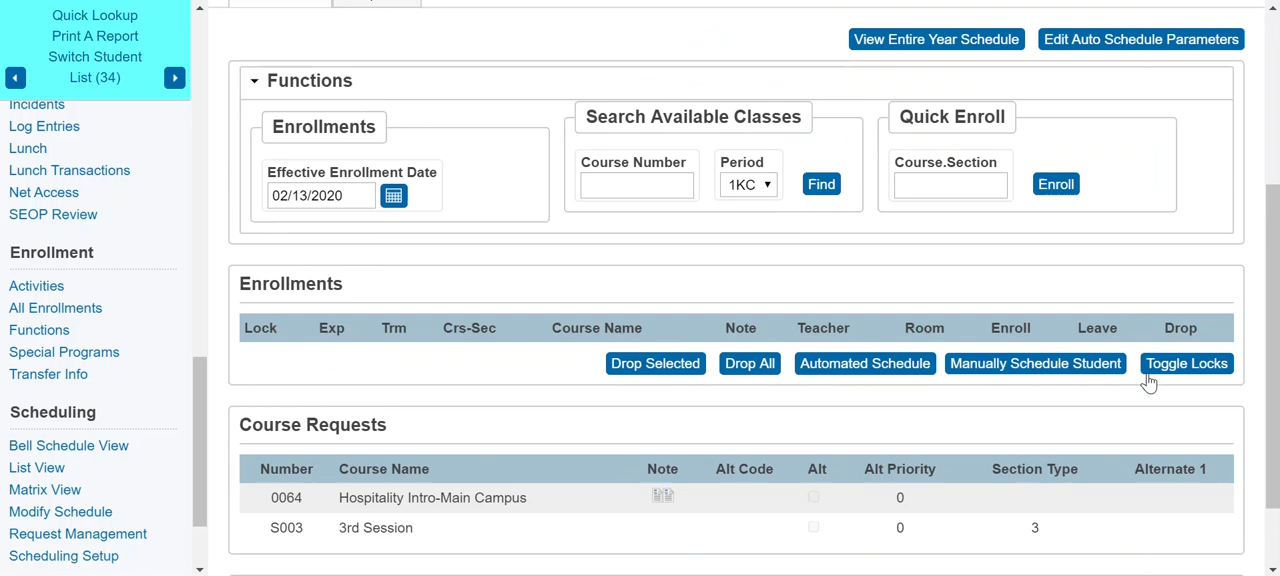 Quick Lookup
Print A Report
Switch Student
List (34)
Incidents
Log Entries
Lunch
Lunch Transactions
Net Access
SEOP Review
Enrollment
Activities
All Enrollments
Functions
Special Programs
Transfer Info
Scheduling
Bell Schedule View
List View
Matrix View
Modify Schedule
Request Management
Scheduling Setup
View Entire Year Schedule Edit Auto Schedule Parameters
Functions
Enrollments
Effective Enrollment Date
02/13/2020
Search Available Classes
Course Number Period
1KC Find
Quick Enroll
Course.Section
Enroll
Enrollments
Lock Exp Trm Crs-Sec Course Name Note Teacher Room Enroll Leave Drop
Drop Selected Drop All Automated Schedule Manually Schedule Student Toggle Locks
Course Requests
Number Course Name Note Alt Code Alt Alt Priority Section Type Alternate 1
0064 Hospitality Intro-Main Campus 0
S003 3rd Session 0 3